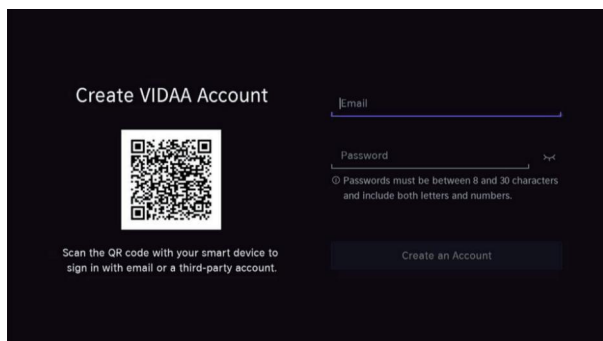 Create VIDAA Account
Scan the QR code with your smart device to
sign in with email or a third-party account.
Email
Password
Passwords must be between 8 and 30 characters
and include both letters and numbers.
Create an Account